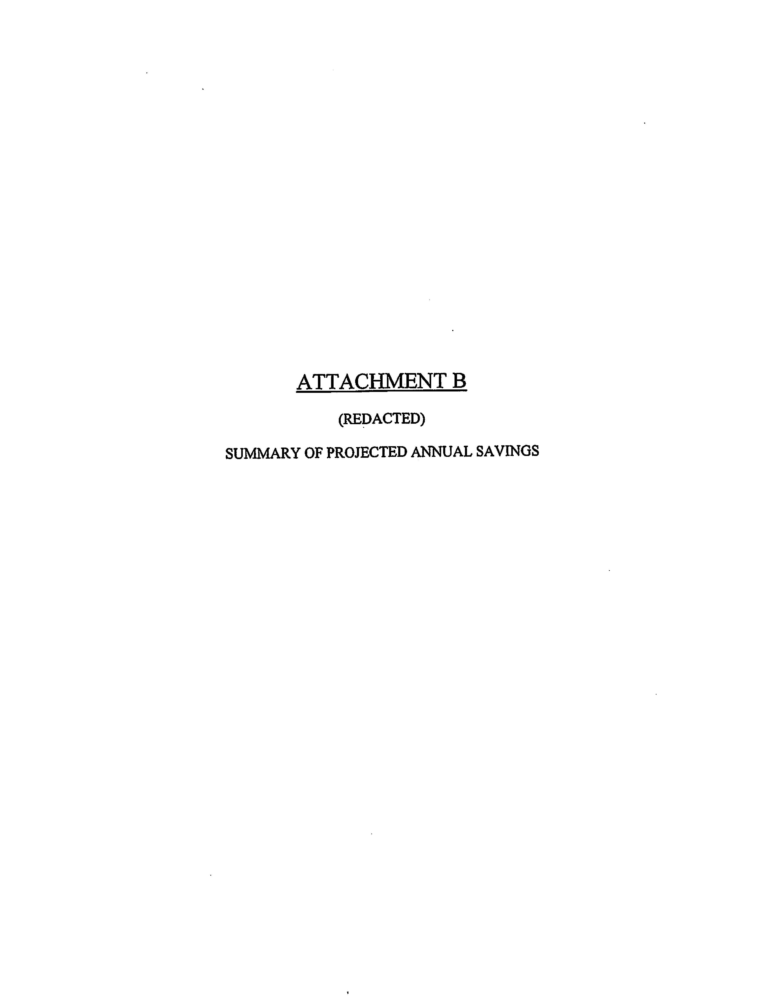 ATTACHMENT B
(REDACTED)
SUMMARY OF PROJECTED ANNUAL SAVINGS